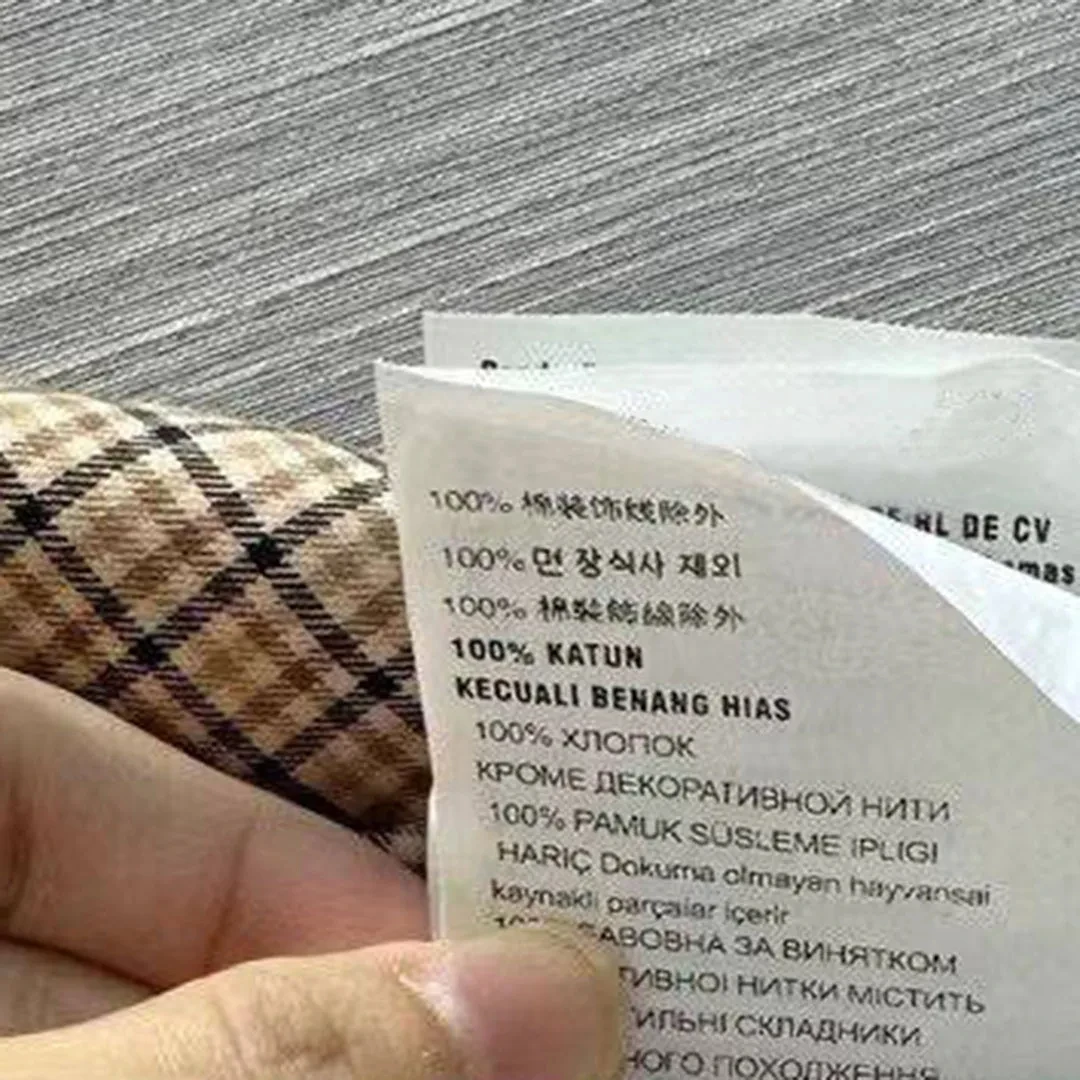 DE CV
100% 棉装饰线除外
100% 면 장식사 제외
100% 棉裝飾線除外
100% KATUN
KECUALI BENANG HIAS
100% ХЛОПОК
КРОМЕ ДЕКОРАТИВНОЙ НИТИ
100% PAMUK SÜSLEME IPLIGI
HARIÇ Dokuma olmayan hayvansal
kaynakli parçalar içerir
ЗА ВИНЯТКОМ
НИТКИ МІСТИТЬ
СКЛАДНИКИ
ПОХОДЖЕННЯ